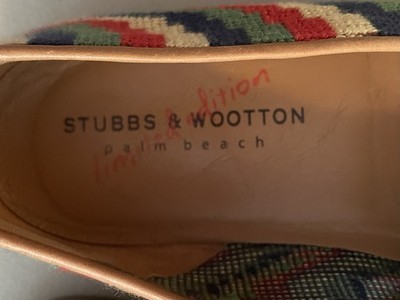 limited edition
STUBBS & WOOTTON
palm beach